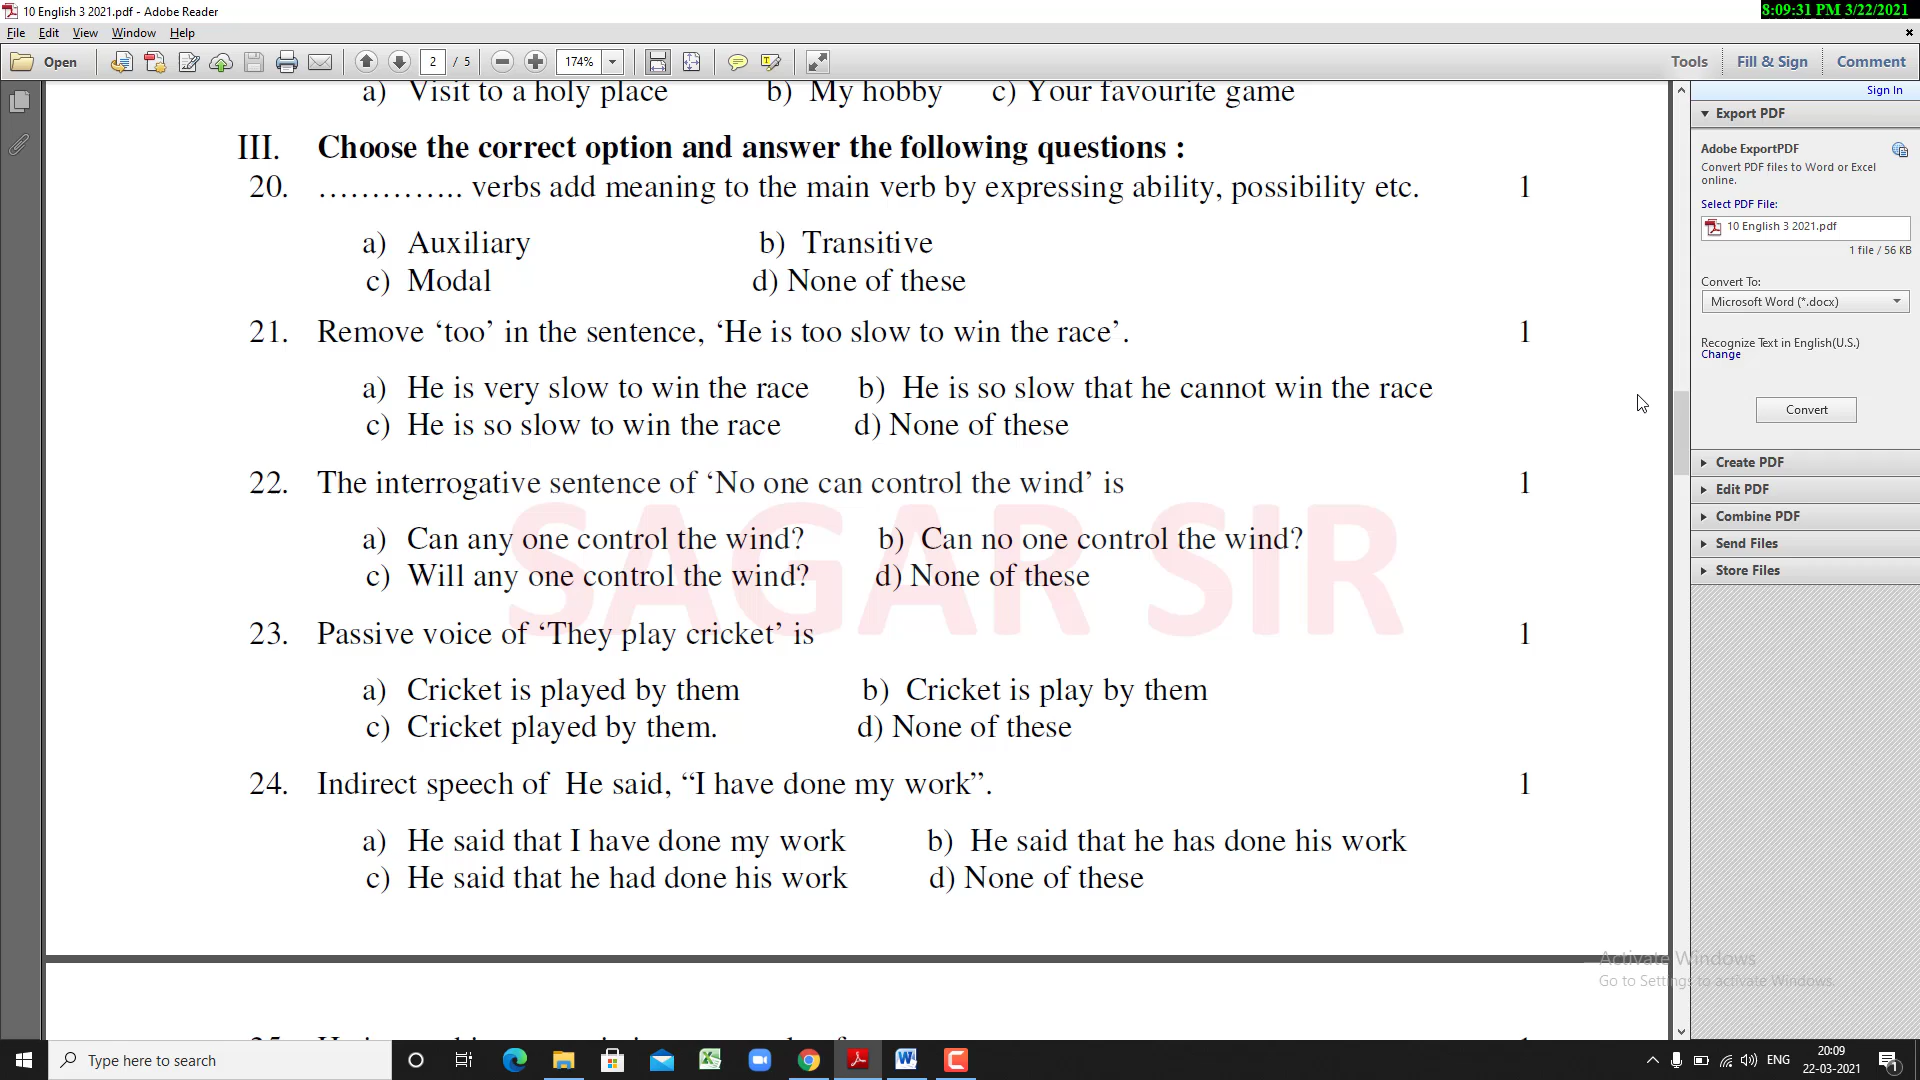 10 English 3 2021.pdf - Adobe Reader
8:09:31 PM 3/22/2021
File Edit View Window Help
Open 2 / 5 174% Tools Fill & Sign Comment
a) Visit to a holy place b) My hobby c) Your favourite game
III. Choose the correct option and answer the following questions :
20. ………….. verbs add meaning to the main verb by expressing ability, possibility etc. 1
a) Auxiliary b) Transitive
c) Modal d) None of these
21. Remove ‘too’ in the sentence, ‘He is too slow to win the race’. 1
a) He is very slow to win the race b) He is so slow that he cannot win the race
c) He is so slow to win the race d) None of these
22. The interrogative sentence of ‘No one can control the wind’ is 1
a) Can any one control the wind? b) Can no one control the wind?
c) Will any one control the wind? d) None of these
SAGAR SIR
23. Passive voice of ‘They play cricket’ is 1
a) Cricket is played by them b) Cricket is play by them
c) Cricket played by them. d) None of these
24. Indirect speech of He said, “I have done my work”. 1
a) He said that I have done my work b) He said that he has done his work
c) He said that he had done his work d) None of these
Sign In
Export PDF
Adobe ExportPDF
Convert PDF files to Word or Excel
online.
Select PDF File:
10 English 3 2021.pdf
1 file / 56 KB
Convert To:
Microsoft Word (*.docx)
Recognize Text in English(U.S.)
Change
Convert
Create PDF
Edit PDF
Combine PDF
Send Files
Store Files
Activate Windows
Go to Settings to activate Windows.
Type here to search
ENG
20:09
22-03-2021
1